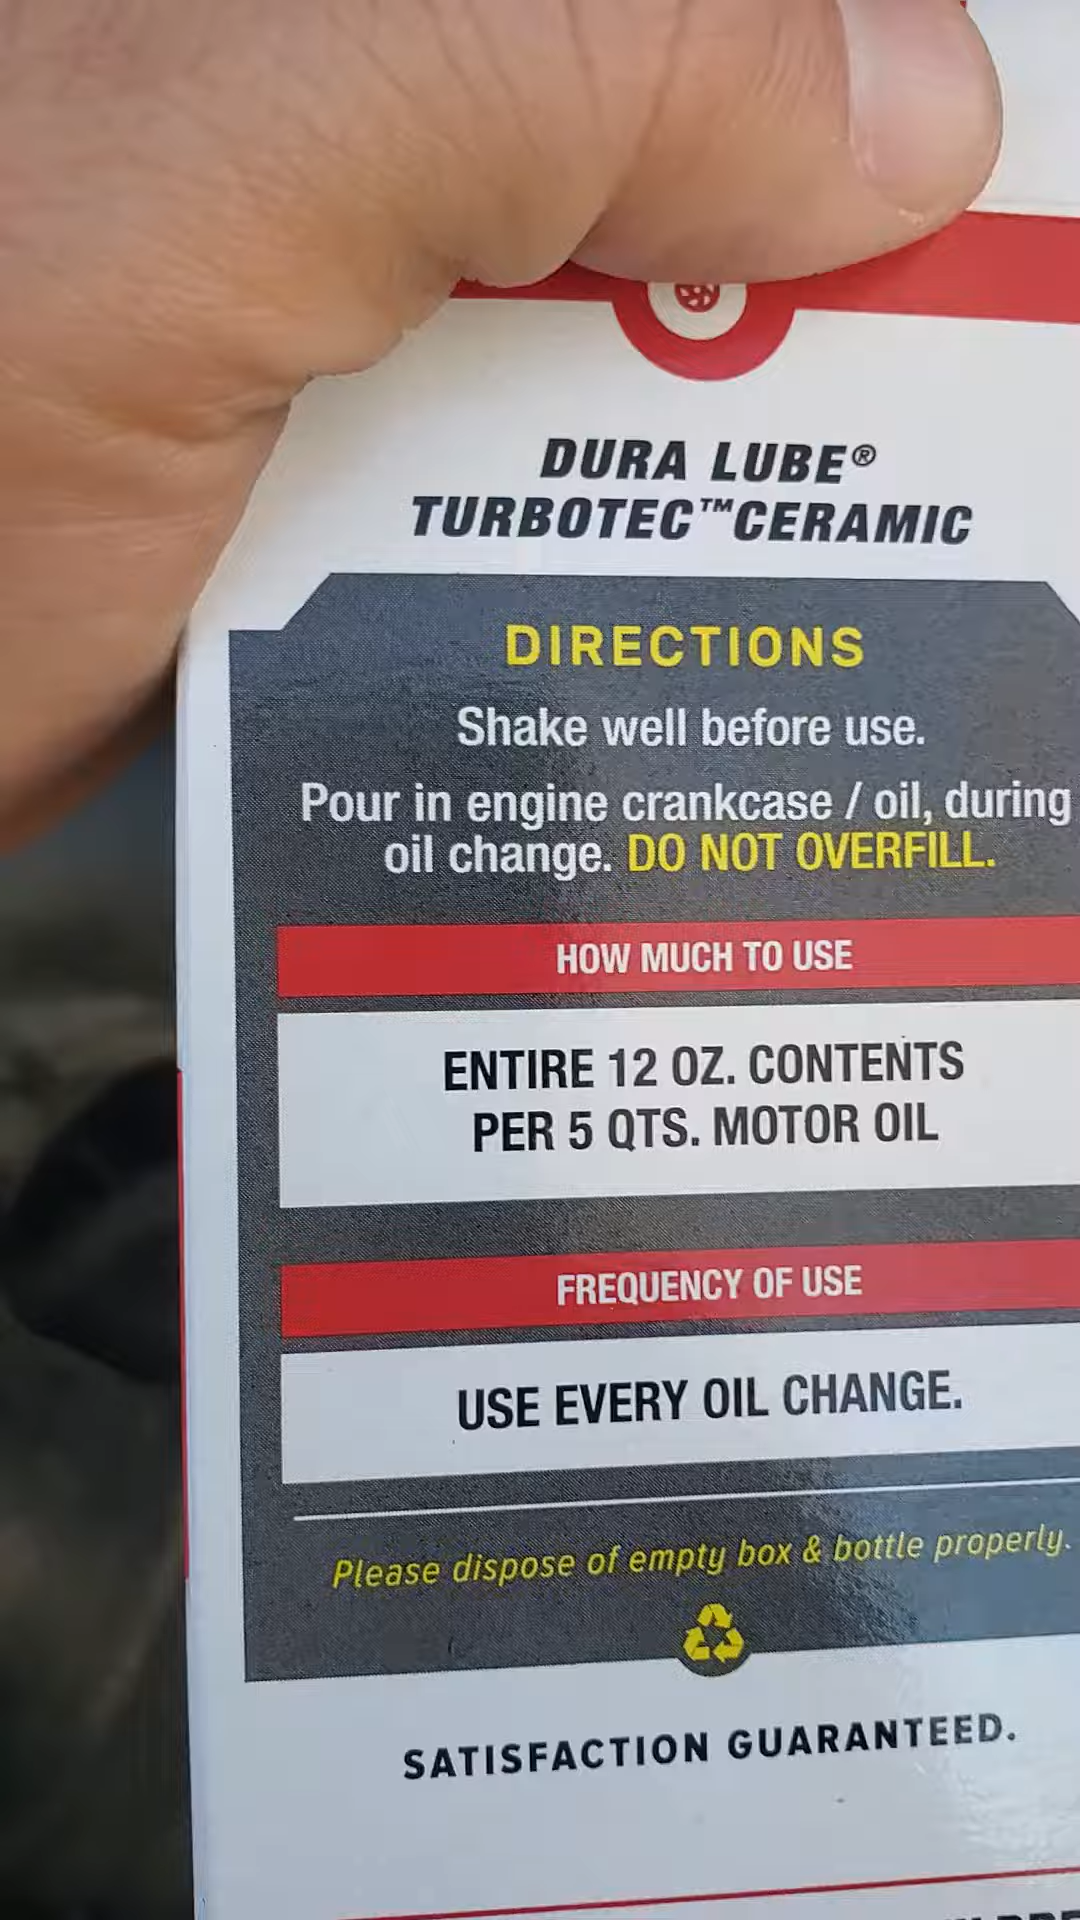 DURA LUBE®
TURBOTEC™CERAMIC
DIRECTIONS
Shake well before use.
Pour in engine crankcase / oil, during
oil change. DO NOT OVERFILL.
HOW MUCH TO USE
ENTIRE 12 OZ. CONTENTS
PER 5 QTS. MOTOR OIL
FREQUENCY OF USE
USE EVERY OIL CHANGE.
Please dispose of empty box & bottle properly.
SATISFACTION GUARANTEED.